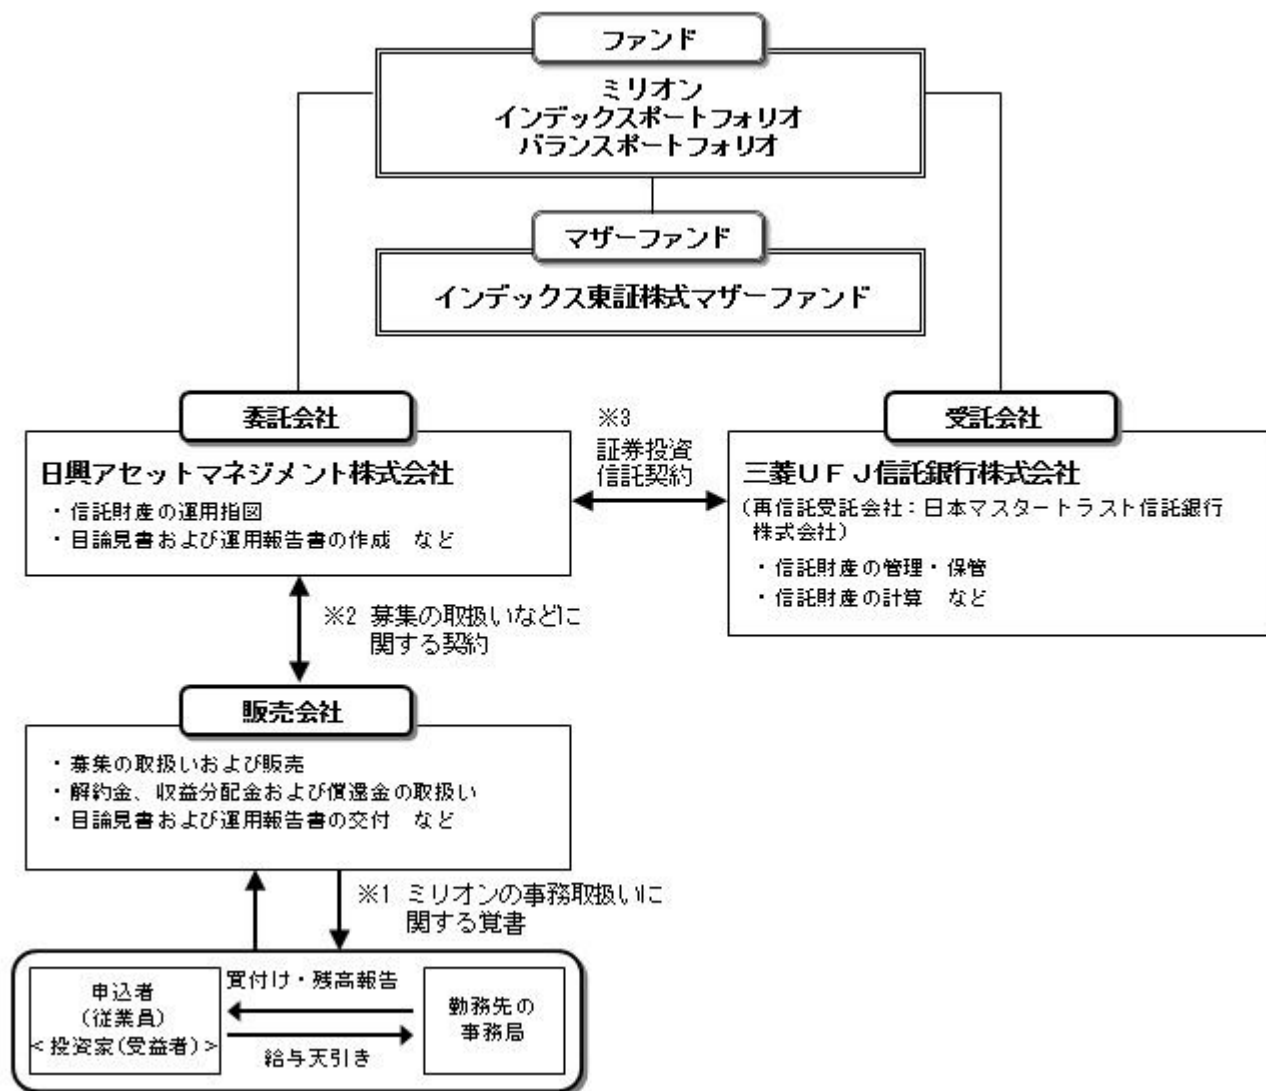 ファンド
ミリオン
インデックスポートフォリオ
バランスポートフォリオ
マザーファンド
インデックス東証株式マザーファンド
委託会社
日興アセットマネジメント株式会社
・信託財産の運用指図
・目論見書および運用報告書の作成 など
※3
証券投資
信託契約
受託会社
三菱UFJ信託銀行株式会社
(再信託受託会社:日本マスタートラスト信託銀行
株式会社)
・信託財産の管理・保管
・信託財産の計算 など
※2 募集の取扱いなどに
関する契約
販売会社
・募集の取扱いおよび販売
・解約金、収益分配金および償還金の取扱い
・目論見書および運用報告書の交付 など
※1 ミリオンの事務取扱いに
関する覚書
申込者
(従業員)
<投資家(受益者)>
買付け・残高報告
給与天引き
勤務先の
事務局